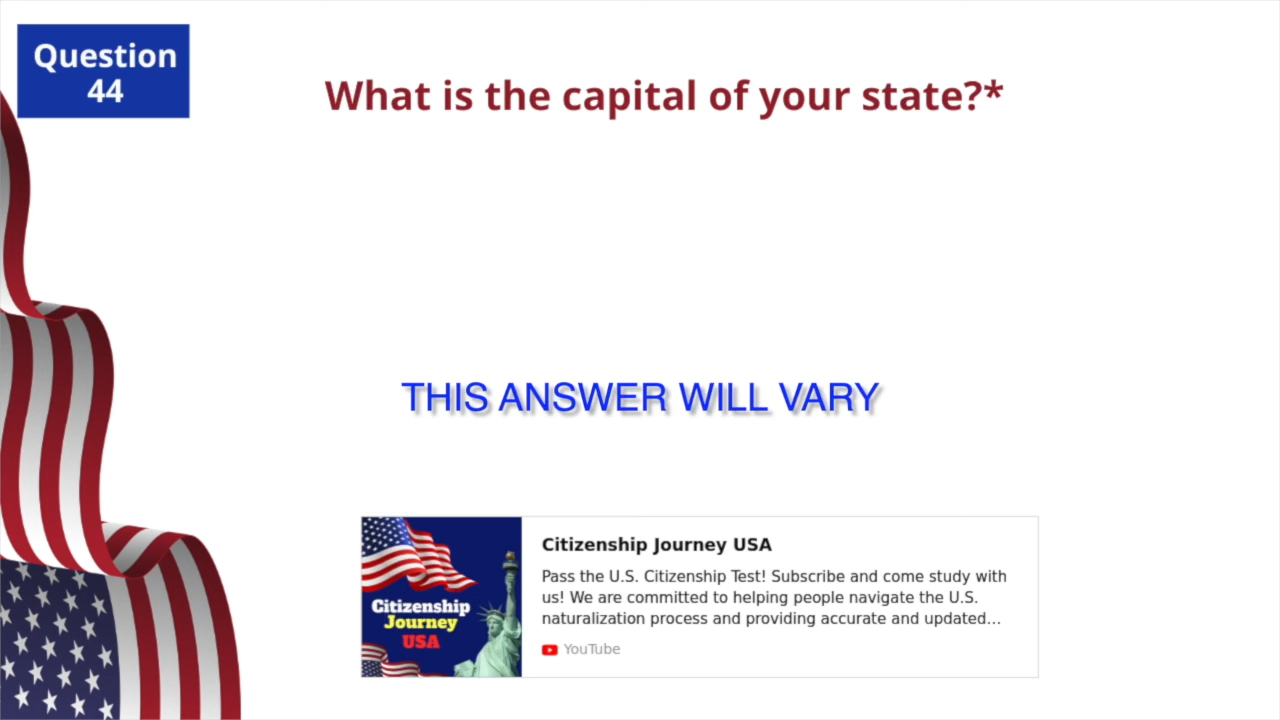 Question
44
What is the capital of your state?*
THIS ANSWER WILL VARY
Citizenship
Journey
USA
Citizenship Journey USA
Pass the U.S. Citizenship Test! Subscribe and come study with
us! We are committed to helping people navigate the U.S.
naturalization process and providing accurate and updated...
YouTube